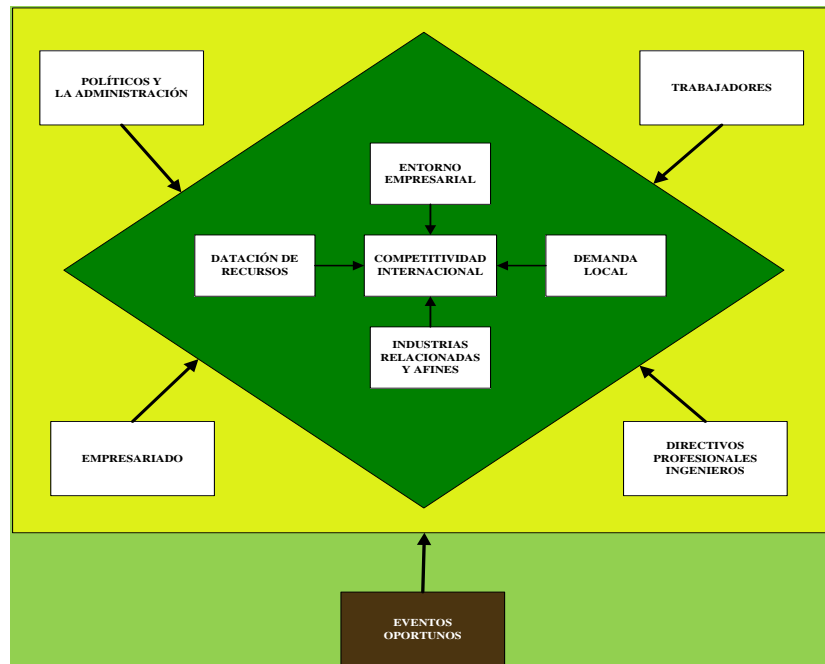 POLÍTICOS Y
LA ADMINISTRACIÓN
TRABAJADORES
ENTORNO
EMPRESARIAL
DATACIÓN DE
RECURSOS
COMPETITIVIDAD
INTERNACIONAL
DEMANDA
LOCAL
INDUSTRIAS
RELACIONADAS
Y AFINES
EMPRESARIADO
DIRECTIVOS
PROFESIONALES
INGENIEROS
EVENTOS
OPORTUNOS